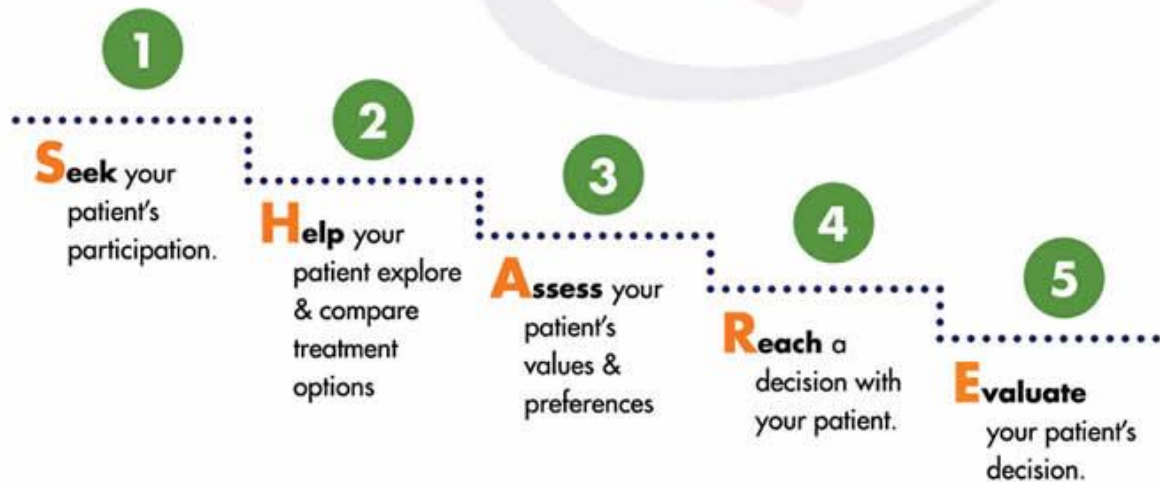 1
Seek your
patient's
participation.
2
Help your
patient explore
& compare
treatment
options
3
Assess your
patient's
values &
preferences
4
Reach a
decision with
your patient.
5
Evaluate
your patient's
decision.